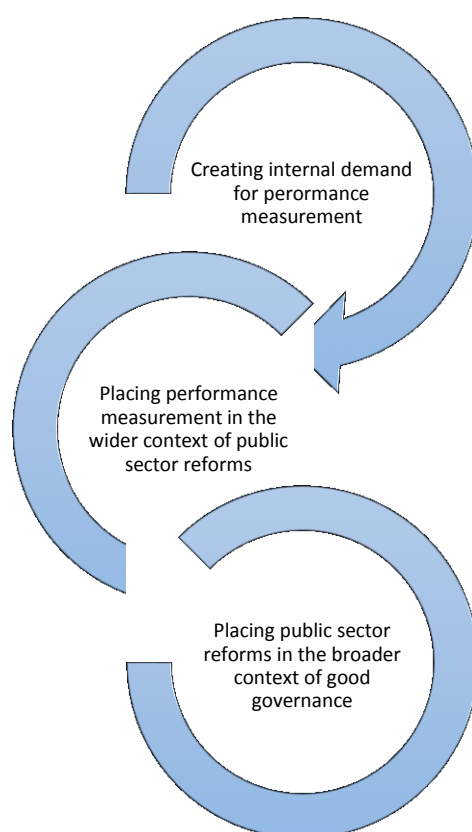 Creating internal demand
for perormance
measurement
Placing performance
measurement in the
wider context of public
sector reforms
Placing public sector
reforms in the broader
context of good
governance